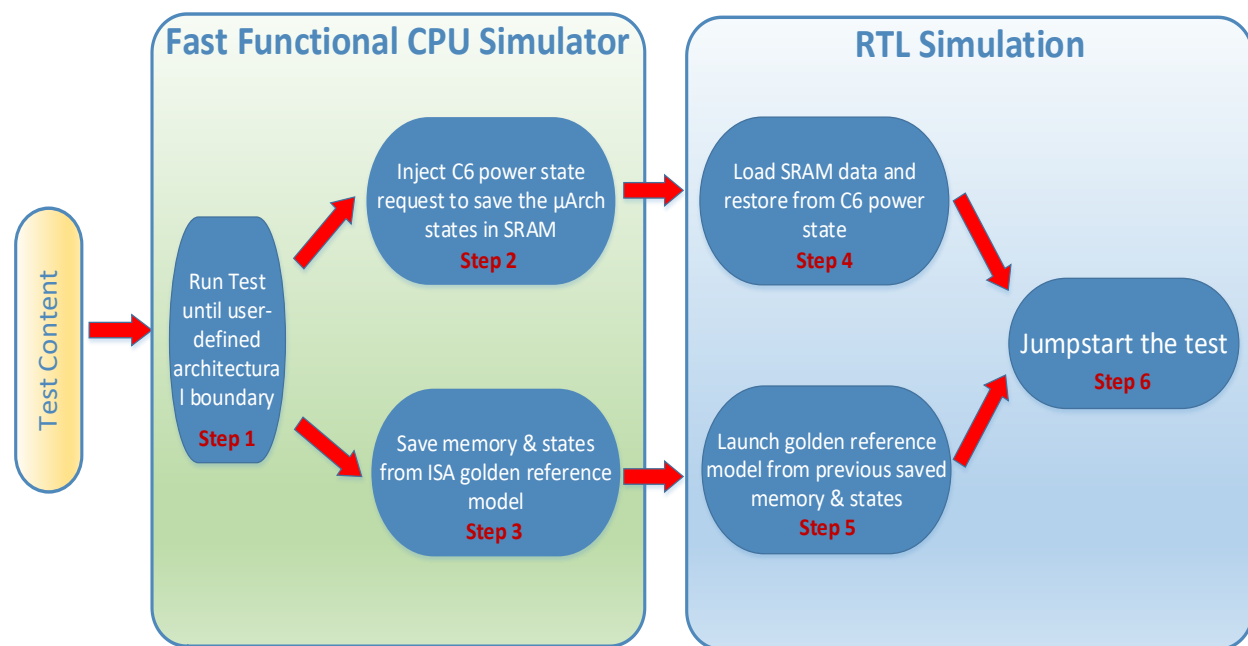 Fast Functional CPU Simulator
RTL Simulation
Test Content
Run Test
until user-
defined
architectura
l boundary
Step 1
Inject C6 power state
request to save the µArch
states in SRAM
Step 2
Save memory & states
from ISA golden reference
model
Step 3
Load SRAM data and
restore from C6 power
state
Step 4
Launch golden reference
model from previous saved
memory & states
Step 5
Jumpstart the test
Step 6